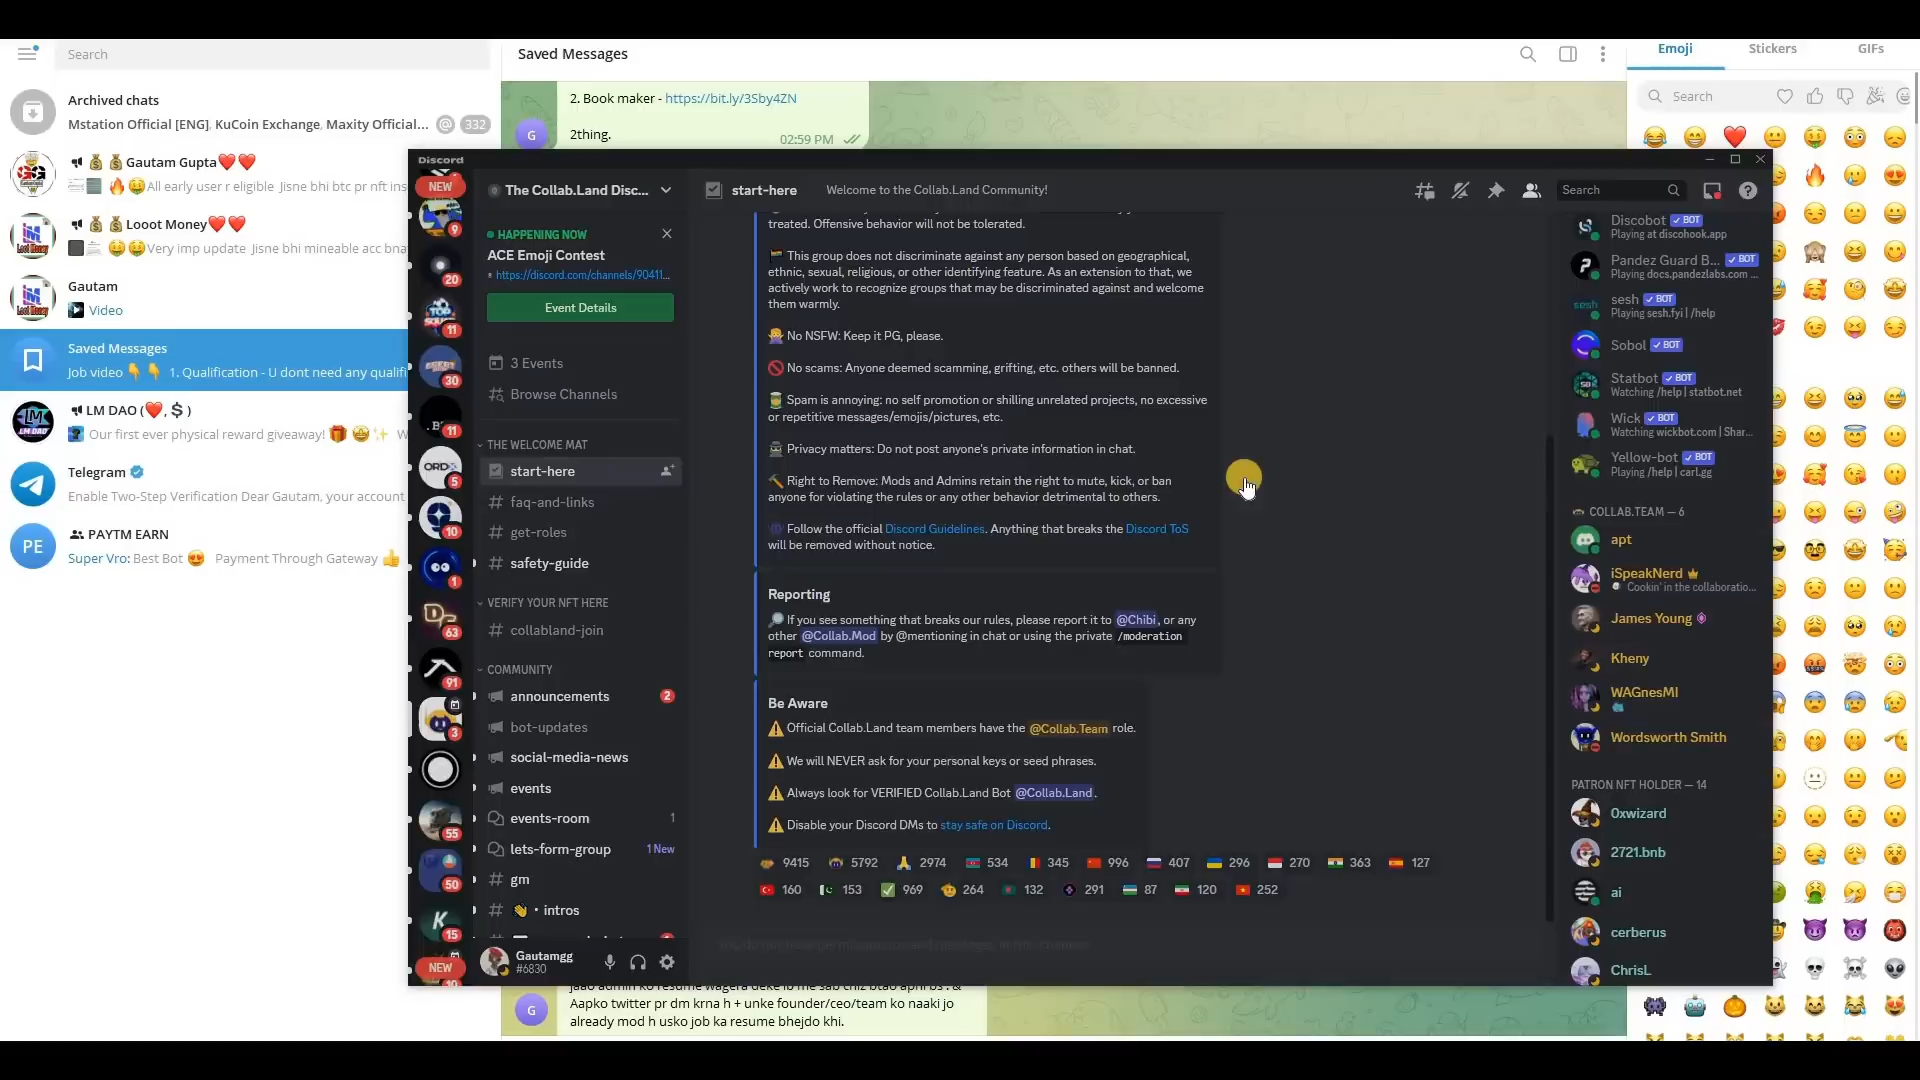 Search
Archived chats
Mstation Official [ENG], KuCoin Exchange, Maxity Official...
@ 332
Gautam Gupta
All early user r eligible Jisne bhi btc pr nft ins
Looot Money
Very imp update Jisne bhi mineable acc bna
Gautam
Video
Saved Messages
Job video 👇👇 1. Qualification - U dont need any qualifi
LM DAO (❤️, $ )
Our first ever physical reward giveaway! 🎁 🤩✨ W
Telegram
Enable Two-Step Verification Dear Gautam, your account
PE
PAYTM EARN
Super Vro: Best Bot 😍 Payment Through Gateway 👍
Saved Messages
2. Book maker - https://bit.ly/3Sby4ZN
2thing.
02:59 PM
G
Emoji
Stickers
GIFs
Search
Discord
NEW
9
20
11
30
11
ORD
5
10
1
63
91
3
55
50
K
15
NEW
The Collab.Land Disc...
HAPPENING NOW
ACE Emoji Contest
https://discord.com/channels/90411...
Event Details
3 Events
Browse Channels
THE WELCOME MAT
start-here
# faq-and-links
# get-roles
# safety-guide
VERIFY YOUR NFT HERE
# collabland-join
COMMUNITY
announcements
2
bot-updates
social-media-news
events
events-room
1
lets-form-group
1 New
# gm
# 👋・intros
Gautamgg
#6830
start-here
Welcome to the Collab.Land Community!
Search
treated. Offensive behavior will not be tolerated.
This group does not discriminate against any person based on geographical,
ethnic, sexual, religious, or other identifying feature. As an extension to that, we
actively work to recognize groups that may be discriminated against and welcome
them warmly.
No NSFW: Keep it PG, please.
🚫 No scams: Anyone deemed scamming, grifting, etc. others will be banned.
Spam is annoying: no self promotion or shilling unrelated projects, no excessive
or repetitive messages/emojis/pictures, etc.
Privacy matters: Do not post anyone's private information in chat.
🔨 Right to Remove: Mods and Admins retain the right to mute, kick, or ban
anyone for violating the rules or any other behavior detrimental to others.
Follow the official Discord Guidelines. Anything that breaks the Discord ToS
will be removed without notice.
Reporting
🔎 If you see something that breaks our rules, please report it to @Chibi, or any
other @Collab.Mod by @mentioning in chat or using the private /moderation
report command.
Be Aware
⚠️ Official Collab.Land team members have the @Collab.Team role.
⚠️ We will NEVER ask for your personal keys or seed phrases.
⚠️ Always look for VERIFIED Collab.Land Bot @Collab.Land.
⚠️ Disable your Discord DMs to stay safe on Discord.
9415 5792 2974 534 345 996 407 296 270 363 127
160 153 969 264 132 291 87 120 252
Discobot ✓ BOT
Playing at discohook.app
Pandez Guard B... ✓ BOT
Playing docs.pandezlabs.com ...
sesh
sesh ✓ BOT
Playing sesh.fyi | /help
Sobol ✓ BOT
Statbot ✓ BOT
Watching /help | statbot.net
Wick ✓ BOT
Watching wickbot.com | Shar...
Yellow-bot ✓ BOT
Playing /help | carl.gg
COLLAB.TEAM — 6
apt
iSpeakNerd
Cookin' in the collaboratio...
James Young
Kheny
WAGnesMI
Wordsworth Smith
PATRON NFT HOLDER — 14
0xwizard
2721.bnb
ai
cerberus
ChrisL
G
Aapko twitter pr dm krna h + unke founder/ceo/team ko naaki jo
already mod h usko job ka resume bhejdo khi.